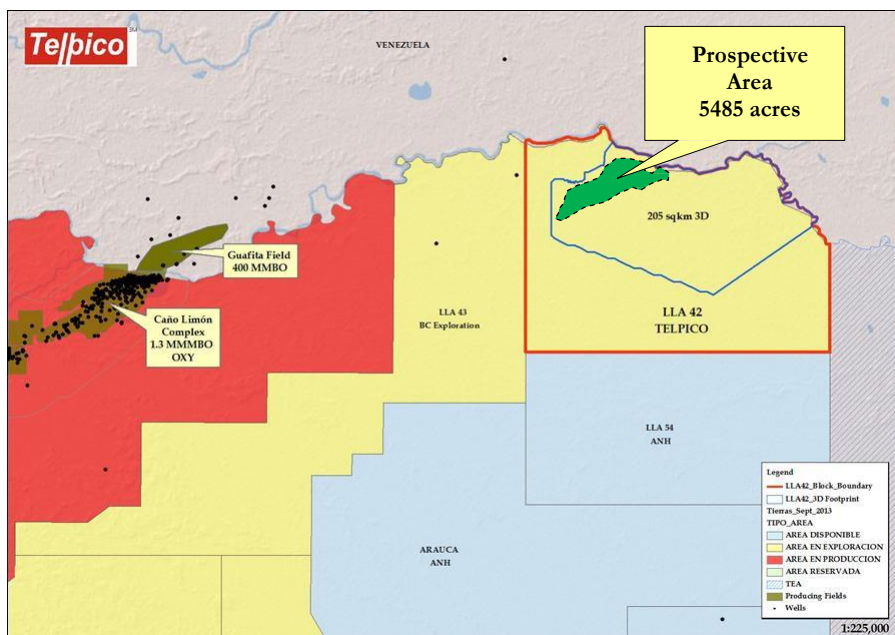 Telpico
SM
VENEZUELA
Prospective
Area
5485 acres
205 sqkm 3D
Guafita Field
400 MMBO
Caño Limón
Complex
1.3 MMMBO
OXY
LLA 43
BC Exploration
LLA 42
TELPICO
LLA 54
ANH
ARAUCA
ANH
Legend
LLA42_Block_Boundary
LLA42_3D Footprint
Tierras_Sept_2013
TIPO_AREA
AREA DISPONIBLE
AREA EN EXPLORACION
AREA EN PRODUCCION
AREA RESERVADA
TEA
Producing Fields
Wells
1:225,000